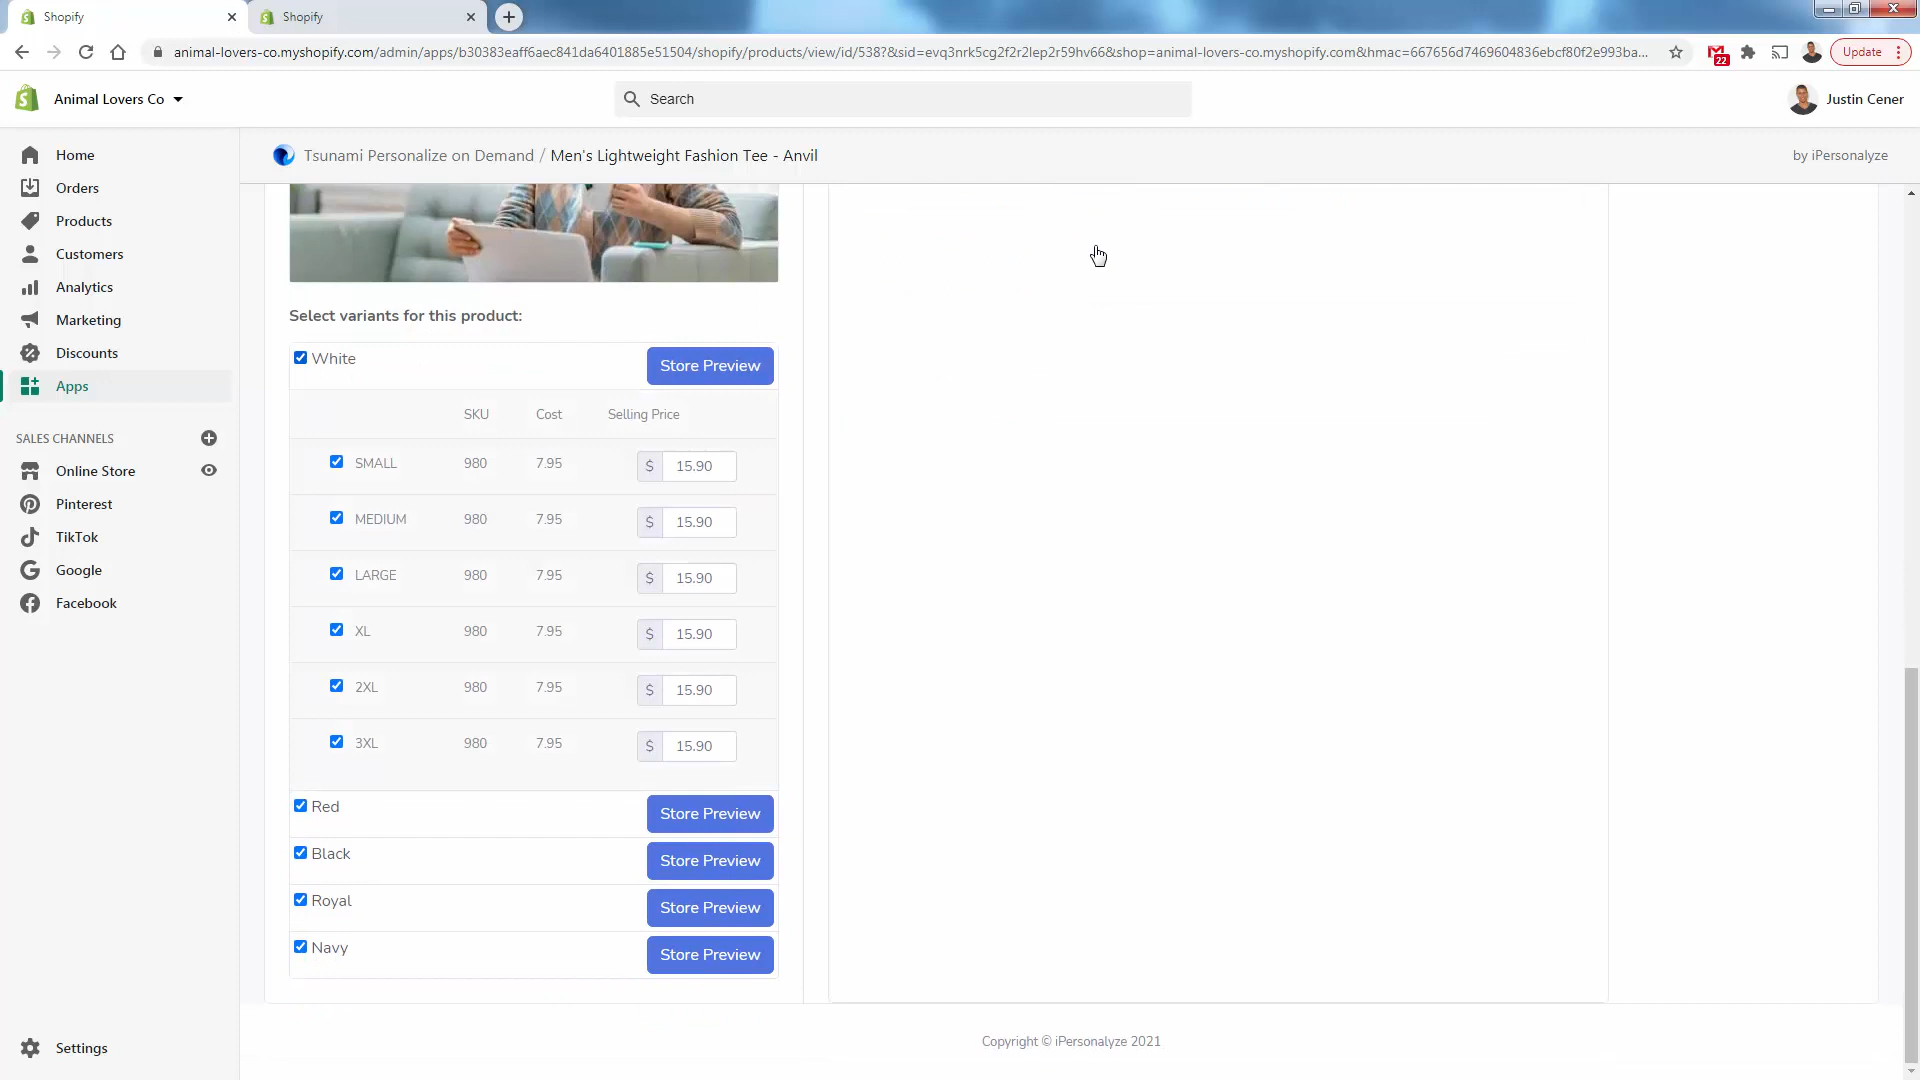 Shopify
Shopify
animal-lovers-co.myshopify.com/admin/apps/b30383eaff6aec841da6401885e51504/shopify/products/view/id/538?&sid=evq3nrk5cg2f2r2lep2r59hv66&shop=animal-lovers-co.myshopify.com&hmac=667656d7469604836ebcf80f2e993ba...
22
Update
Animal Lovers Co
Search
Justin Cener
Home
Orders
Products
Customers
Analytics
Marketing
Discounts
Apps
SALES CHANNELS
Online Store
Pinterest
TikTok
Google
Facebook
Settings
Tsunami Personalize on Demand / Men's Lightweight Fashion Tee - Anvil
by iPersonalyze
Select variants for this product:
White Store Preview
SKU Cost Selling Price
SMALL 980 7.95 $ 15.90
MEDIUM 980 7.95 $ 15.90
LARGE 980 7.95 $ 15.90
XL 980 7.95 $ 15.90
2XL 980 7.95 $ 15.90
3XL 980 7.95 $ 15.90
Red Store Preview
Black Store Preview
Royal Store Preview
Navy Store Preview
Copyright © iPersonalyze 2021